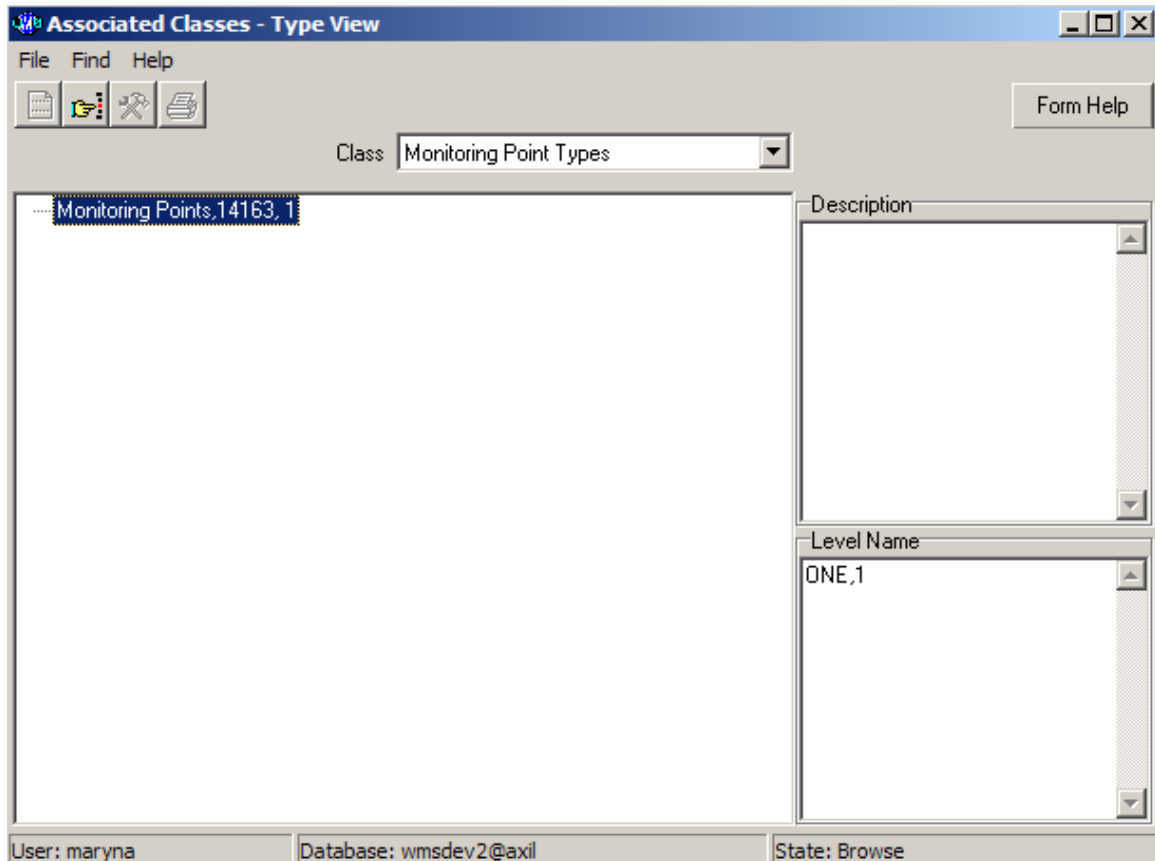 Associated Classes - Type View
File Find Help
Form Help
Class Monitoring Point Types
Monitoring Points,14163, 1
Description
Level Name
ONE,1
User: maryna Database: wmsdev2@axil State: Browse